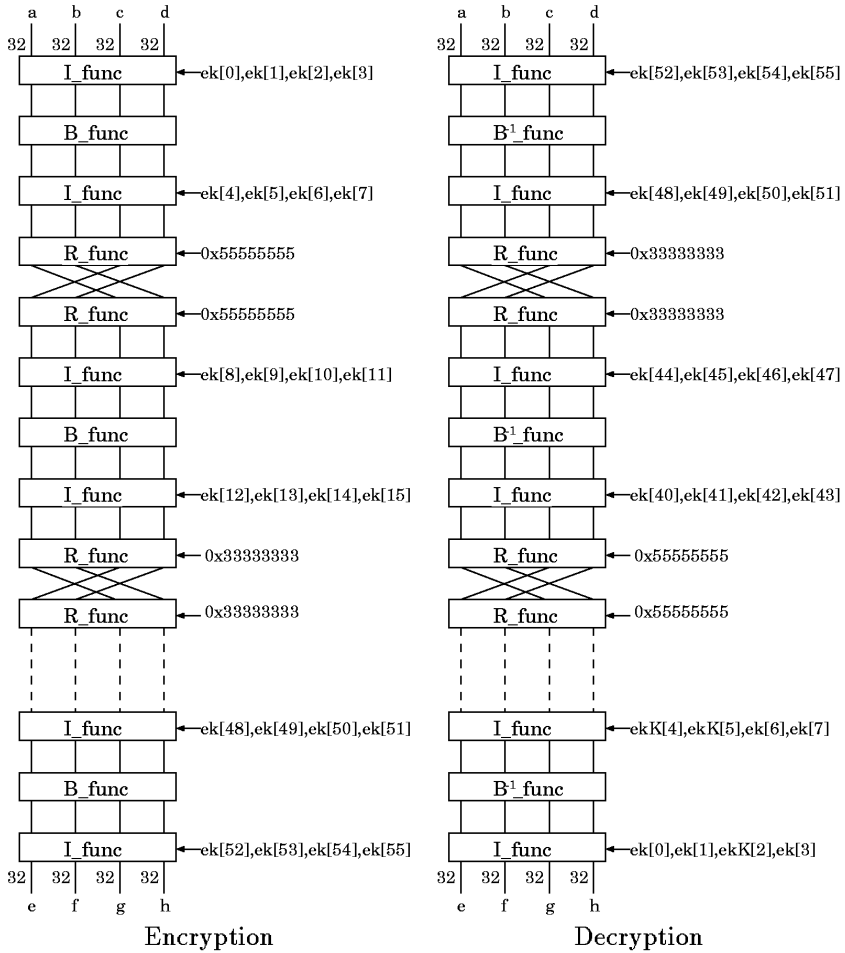 a b c d
32 32 32 32
I_func ek[0],ek[1],ek[2],ek[3]
B_func
I_func ek[4],ek[5],ek[6],ek[7]
R_func 0x55555555
R_func 0x55555555
I_func ek[8],ek[9],ek[10],ek[11]
B_func
I_func ek[12],ek[13],ek[14],ek[15]
R_func 0x33333333
R_func 0x33333333
I_func ek[48],ek[49],ek[50],ek[51]
B_func
I_func ek[52],ek[53],ek[54],ek[55]
32 32 32 32
e f g h
Encryption
a b c d
32 32 32 32
I_func ek[52],ek[53],ek[54],ek[55]
B⁻¹_func
I_func ek[48],ek[49],ek[50],ek[51]
R_func 0x33333333
R_func 0x33333333
I_func ek[44],ek[45],ek[46],ek[47]
B⁻¹_func
I_func ek[40],ek[41],ek[42],ek[43]
R_func 0x55555555
R_func 0x55555555
I_func ekK[4],ekK[5],ek[6],ek[7]
B⁻¹_func
I_func ek[0],ek[1],ekK[2],ek[3]
32 32 32 32
e f g h
Decryption